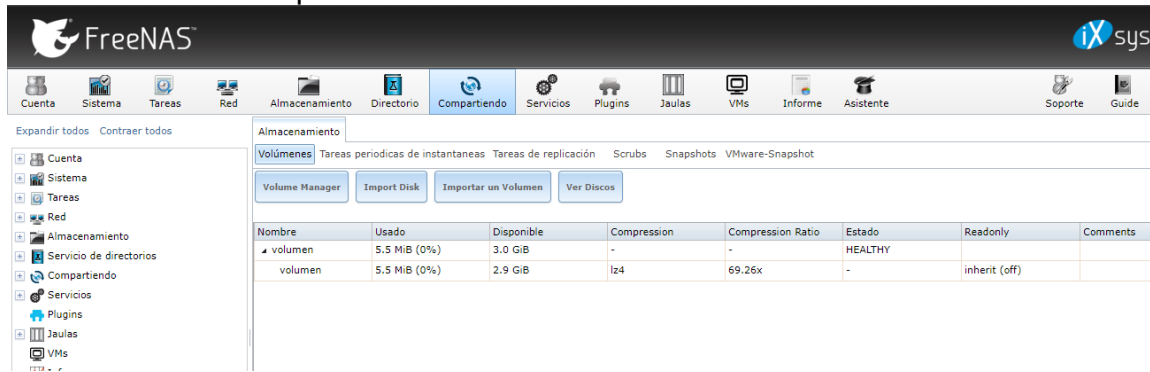 FreeNAS™
iX sys
Cuenta Sistema Tareas Red Almacenamiento Directorio Compartiendo Servicios Plugins Jaulas VMs Informe Asistente Soporte Guide
Expandir todos Contraer todos
Cuenta
Sistema
Tareas
Red
Almacenamiento
Servicio de directorios
Compartiendo
Servicios
Plugins
Jaulas
VMs
Almacenamiento
Volúmenes Tareas periodicas de instantaneas Tareas de replicación Scrubs Snapshots VMware-Snapshot
Volume Manager Import Disk Importar un Volumen Ver Discos
Nombre Usado Disponible Compression Compression Ratio Estado Readonly Comments
volumen 5.5 MiB (0%) 3.0 GiB - - HEALTHY
volumen 5.5 MiB (0%) 2.9 GiB lz4 69.26x - inherit (off)